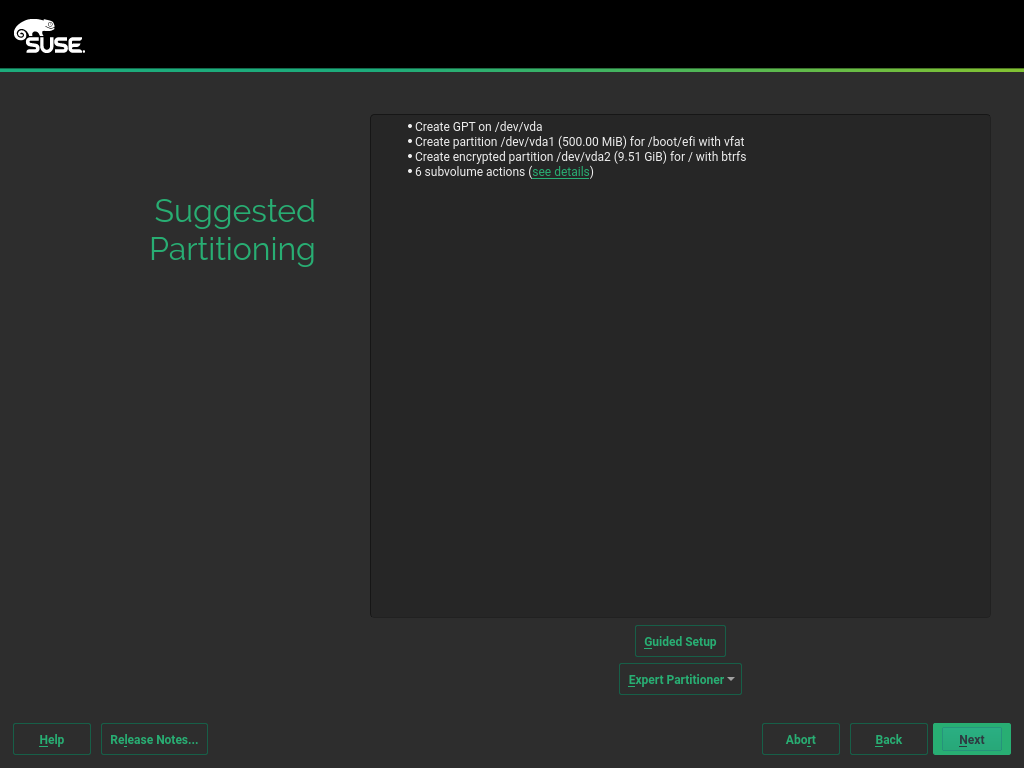 SUSE.
Suggested
Partitioning
• Create GPT on /dev/vda
• Create partition /dev/vda1 (500.00 MiB) for /boot/efi with vfat
• Create encrypted partition /dev/vda2 (9.51 GiB) for / with btrfs
• 6 subvolume actions (see details)
Guided Setup
Expert Partitioner
Help
Release Notes...
Abort
Back
Next